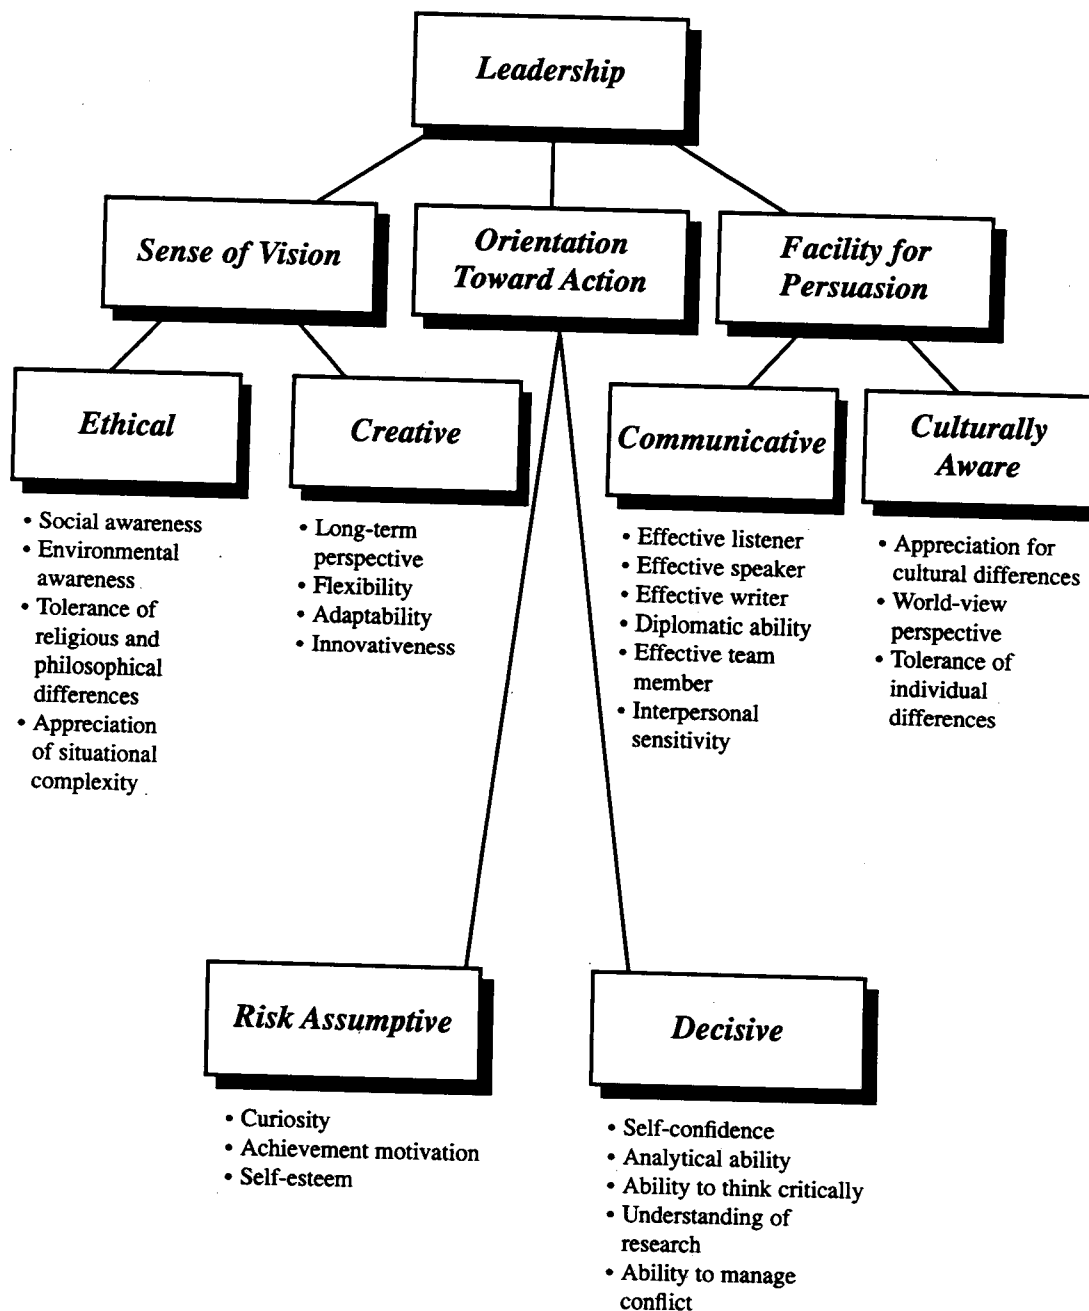 Leadership
Sense of Vision
Orientation
Toward Action
Facility for
Persuasion
Ethical
• Social awareness
• Environmental
awareness
• Tolerance of
religious and
philosophical
differences
• Appreciation
of situational
complexity
Creative
• Long-term
perspective
• Flexibility
• Adaptability
• Innovativeness
Communicative
• Effective listener
• Effective speaker
• Effective writer
• Diplomatic ability
• Effective team
member
• Interpersonal
sensitivity
Culturally
Aware
• Appreciation for
cultural differences
• World-view
perspective
• Tolerance of
individual
differences
Risk Assumptive
• Curiosity
• Achievement motivation
• Self-esteem
Decisive
• Self-confidence
• Analytical ability
• Ability to think critically
• Understanding of
research
• Ability to manage
conflict